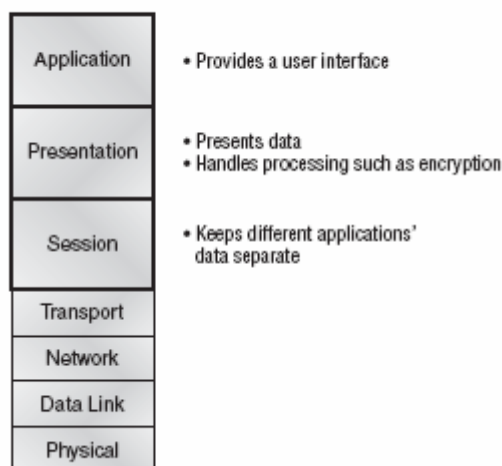 Application
• Provides a user interface
Presentation
• Presents data
• Handles processing such as encryption
Session
• Keeps different applications'
data separate
Transport
Network
Data Link
Physical